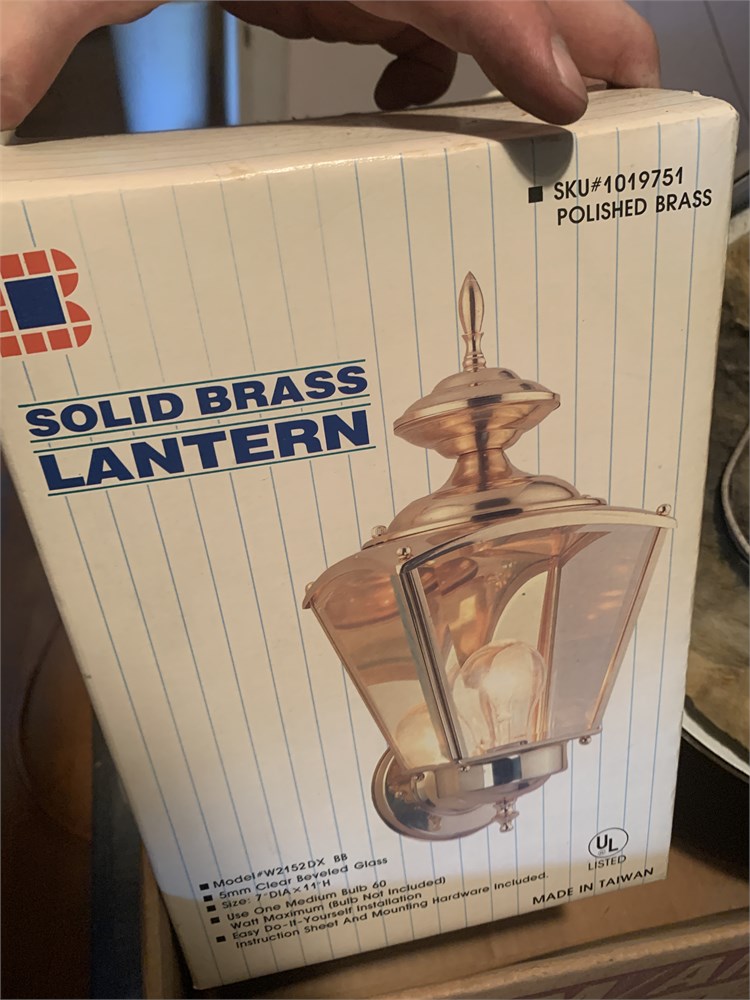 ■ SKU#1019751
POLISHED BRASS
SOLID BRASS
LANTERN
■ Model#W2152DX BB
■ 5mm Clear Beveled Glass
■ Size: 7"DIA×11"H
■ Use One Medium Bulb 60
Watt Maximum (Bulb Not Included)
■ Easy Do-It-Yourself Installation
Instruction Sheet And Mounting Hardware Included.
UL
LISTED
MADE IN TAIWAN